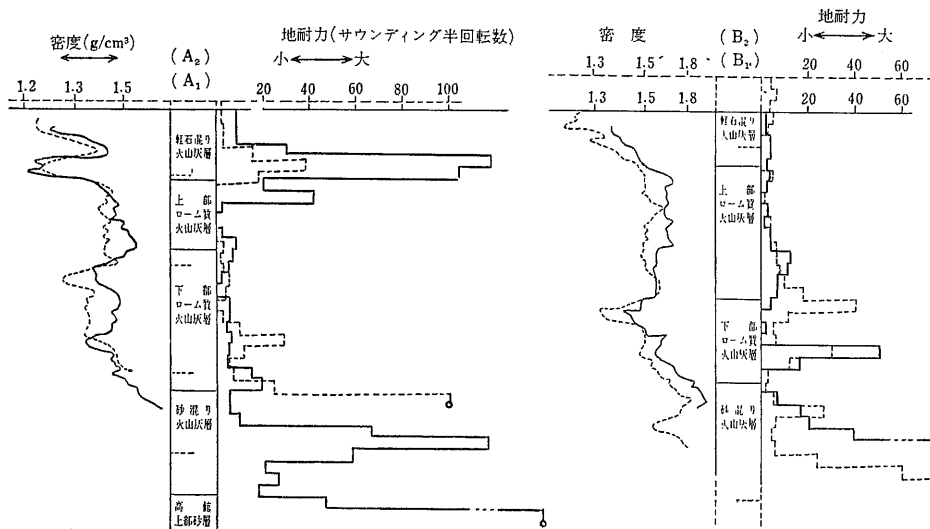 密度(g/cm³)
(A₂)
(A₁)
地耐力(サウンディング半回転数)
小 大
1.2 1.3 1.5
20 40 60 80 100
軽石混り
火山灰層
上部
ローム質
火山灰層
下部
ローム質
火山灰層
砂混り
火山灰層
高舘
上部砂層
密度
(B₂)
(B₁)
地耐力
小 大
1.3 1.5 1.8
1.3 1.5 1.8
20 40 60
軽石混り
火山灰層
上部
ローム質
火山灰層
下部
ローム質
火山灰層
砂混り
火山灰層